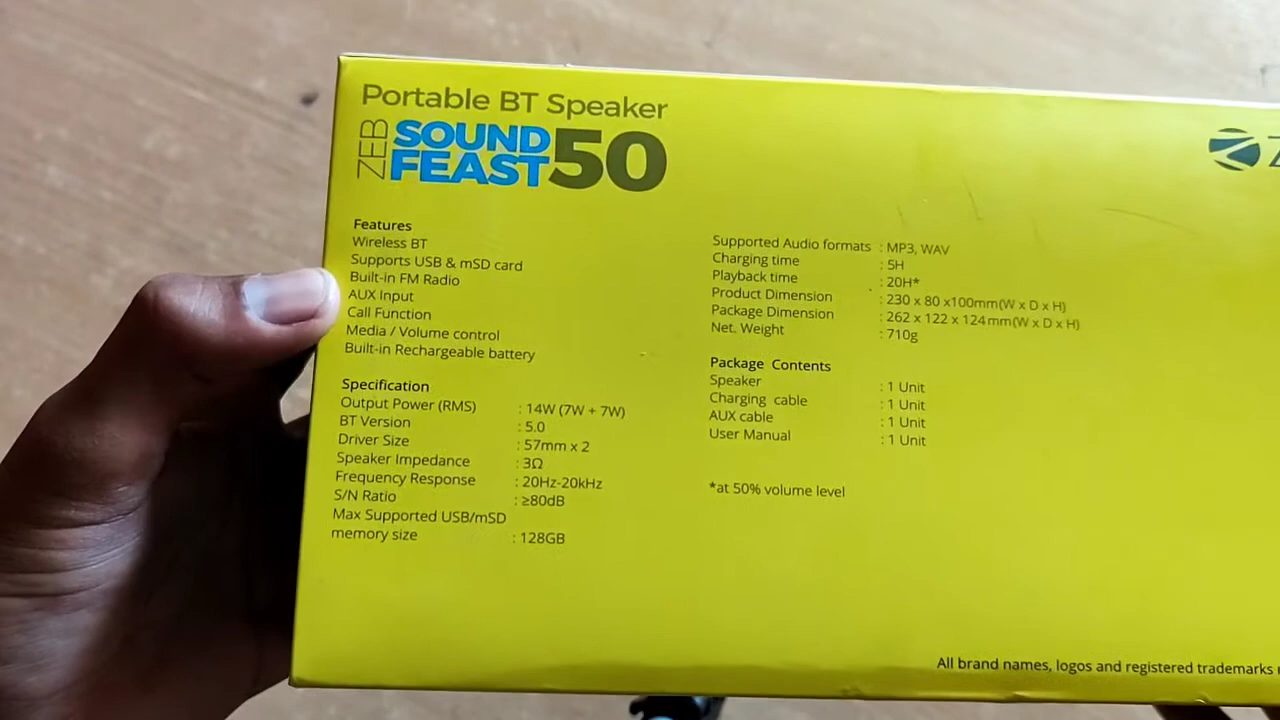 Portable BT Speaker
ZEB SOUND FEAST 50
Features
Wireless BT
Supports USB & mSD card
Built-in FM Radio
AUX Input
Call Function
Media / Volume control
Built-in Rechargeable battery
Specification
Output Power (RMS) : 14W (7W + 7W)
BT Version : 5.0
Driver Size : 57mm x 2
Speaker Impedance : 3Ω
Frequency Response : 20Hz-20kHz
S/N Ratio : ≥80dB
Max Supported USB/mSD
memory size : 128GB
Supported Audio formats : MP3, WAV
Charging time : 5H
Playback time : 20H*
Product Dimension : 230 x 80 x100mm(W x D x H)
Package Dimension : 262 x 122 x 124mm(W x D x H)
Net. Weight : 710g
Package Contents
Speaker : 1 Unit
Charging cable : 1 Unit
AUX cable : 1 Unit
User Manual : 1 Unit
*at 50% volume level
All brand names, logos and registered trademarks